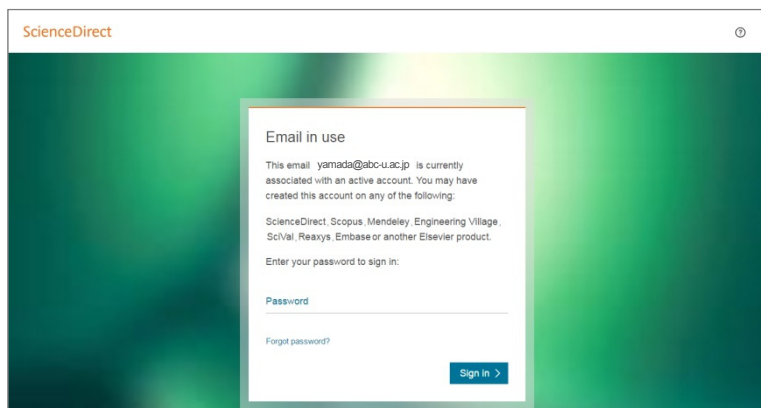 ScienceDirect
Email in use
This email yamada@abc-u.ac.jp is currently
associated with an active account. You may have
created this account on any of the following:
ScienceDirect, Scopus, Mendeley, Engineering Village,
SciVal, Reaxys, Embase or another Elsevier product.
Enter your password to sign in:
Password
Forgot password?
Sign in >